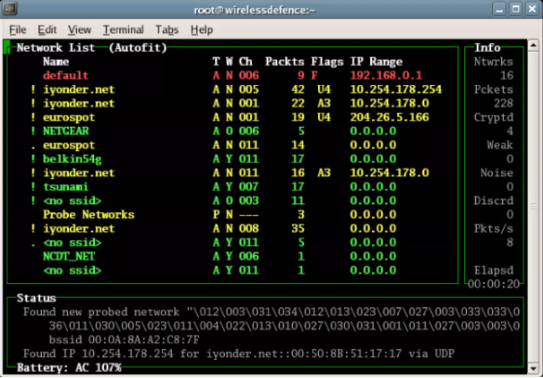 root@wirelessdefence:~
File Edit View Terminal Tabs Help
Network List (Autofit)
Name T W Ch Packts Flags IP Range
default A N 006 9 F 192.168.0.1
! iyonder.net A N 005 42 U4 10.254.178.254
! iyonder.net A N 001 22 A3 10.254.178.0
! eurospot A N 001 19 U4 204.26.5.166
! NETGEAR A O 006 5 0.0.0.0
. eurospot A N 011 14 0.0.0.0
! belkin54g A Y 011 17 0.0.0.0
! iyonder.net A N 011 16 A3 10.254.178.0
! tsunami A Y 007 17 0.0.0.0
! <no ssid> A O 003 11 0.0.0.0
Probe Networks P N --- 3 0.0.0.0
! iyonder.net A N 008 35 0.0.0.0
. <no ssid> A Y 011 5 0.0.0.0
NCDT_NET A Y 006 1 0.0.0.0
<no ssid> A Y 011 1 0.0.0.0
Info
Ntwrks
16
Pckets
228
Cryptd
4
Weak
0
Noise
0
Discrd
0
Pkts/s
8
Elapsd
00:00:20
Status
Found new probed network "\012\003\031\034\012\013\023\007\027\003\033\033\0
36\011\030\005\023\011\004\022\013\010\027\030\031\001\011\027\003\003\0
bssid 00:0A:8A:A2:C8:7F
Found IP 10.254.178.254 for iyonder.net::00:50:8B:51:17:17 via UDP
Battery: AC 107%